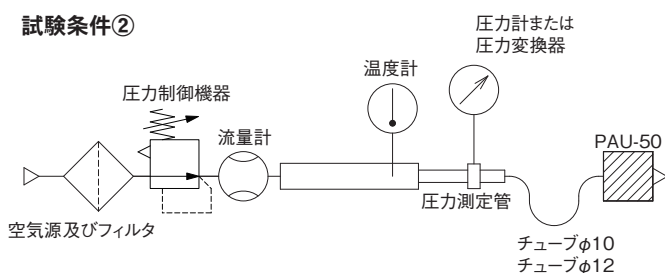 試験条件②
圧力計または
圧力変換器
温度計
圧力制御機器
流量計
PAU-50
圧力測定管
空気源及びフィルタ
チューブφ10
チューブφ12